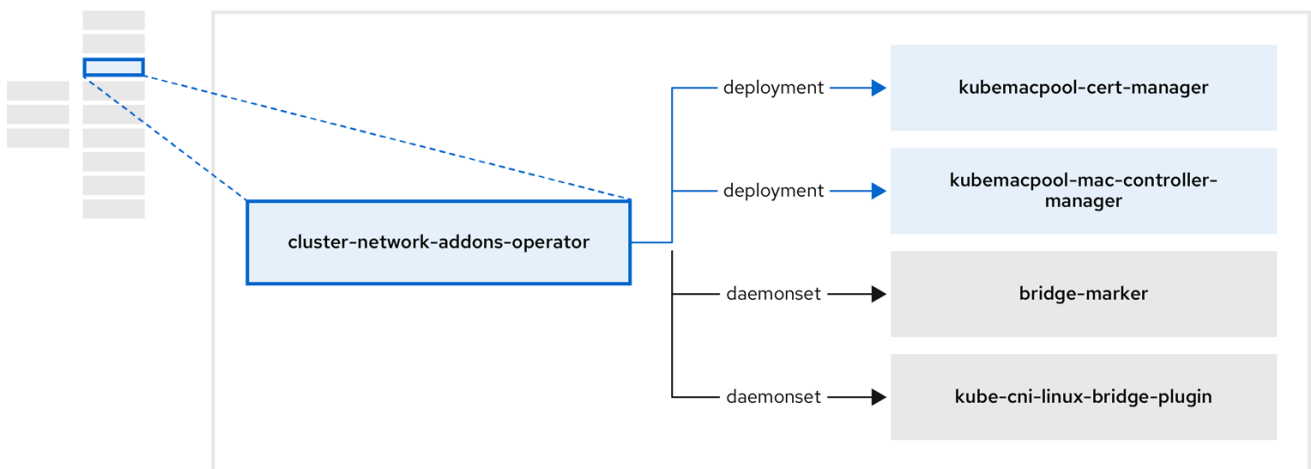 deployment
kubemacpool-cert-manager
deployment
kubemacpool-mac-controller-
manager
cluster-network-addons-operator
daemonset
bridge-marker
daemonset
kube-cni-linux-bridge-plugin